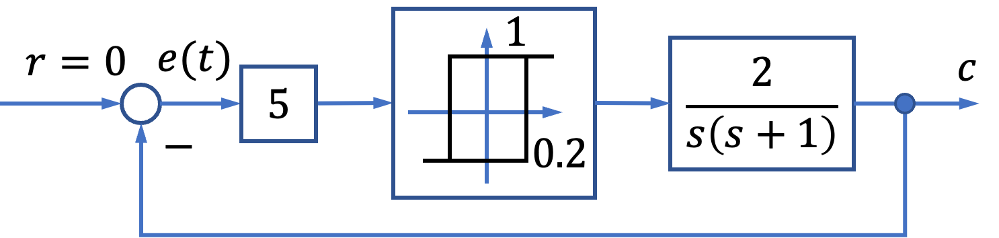 r = 0
e(t)
5
1
0.2
2
s(s + 1)
c
−